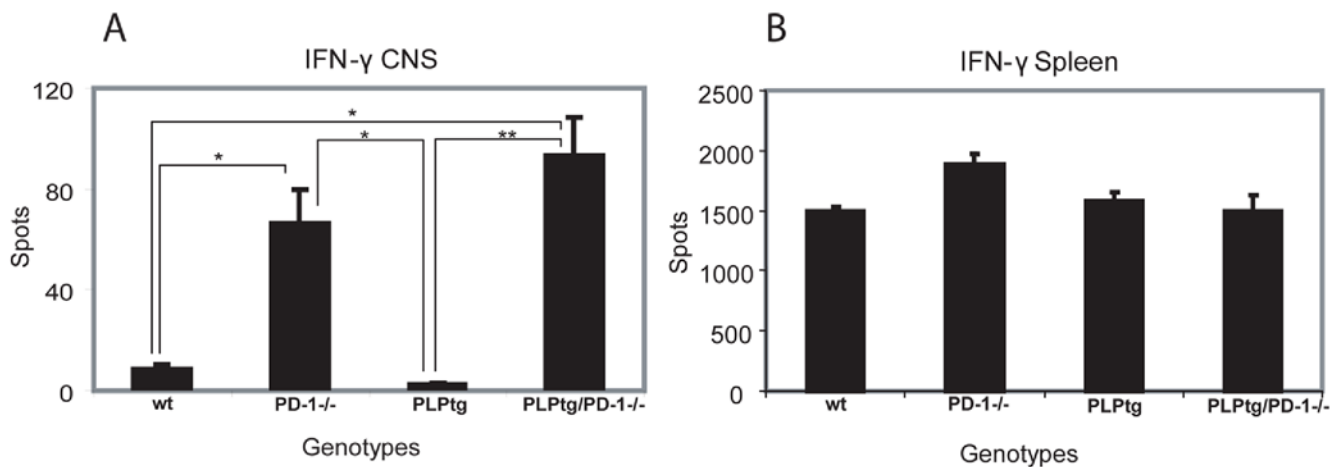 A
IFN-γ CNS
120
80
40
0
Spots
*
*
*
**
wt
PD-1-/-
PLPtg
PLPtg/PD-1-/-
Genotypes
B
IFN-γ Spleen
2500
2000
1500
1000
500
0
Spots
wt
PD-1-/-
PLPtg
PLPtg/PD-1-/-
Genotypes